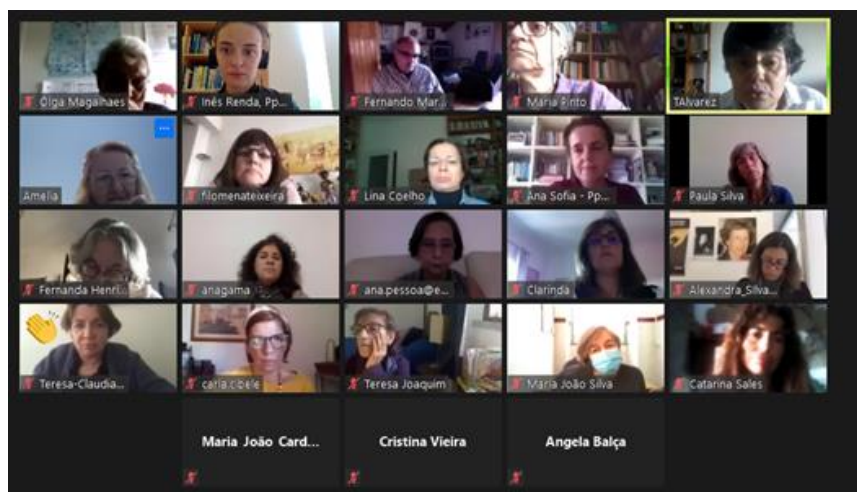 Olga Magalhaes
Inês Renda, Pp...
Fernando Mar...
Maria Pinto
TAlvarez
Amelia
filomenateixeira
Lina Coelho
Ana Sofia - Pp...
Paula Silva
Fernanda Henri...
anagama
ana.pessoa@e...
Clarinda
Alexandra_Silva...
Teresa-Claudia...
carla.cibele
Teresa Joaquim
Maria João Silva
Catarina Sales
Maria João Card...
Cristina Vieira
Angela Balça